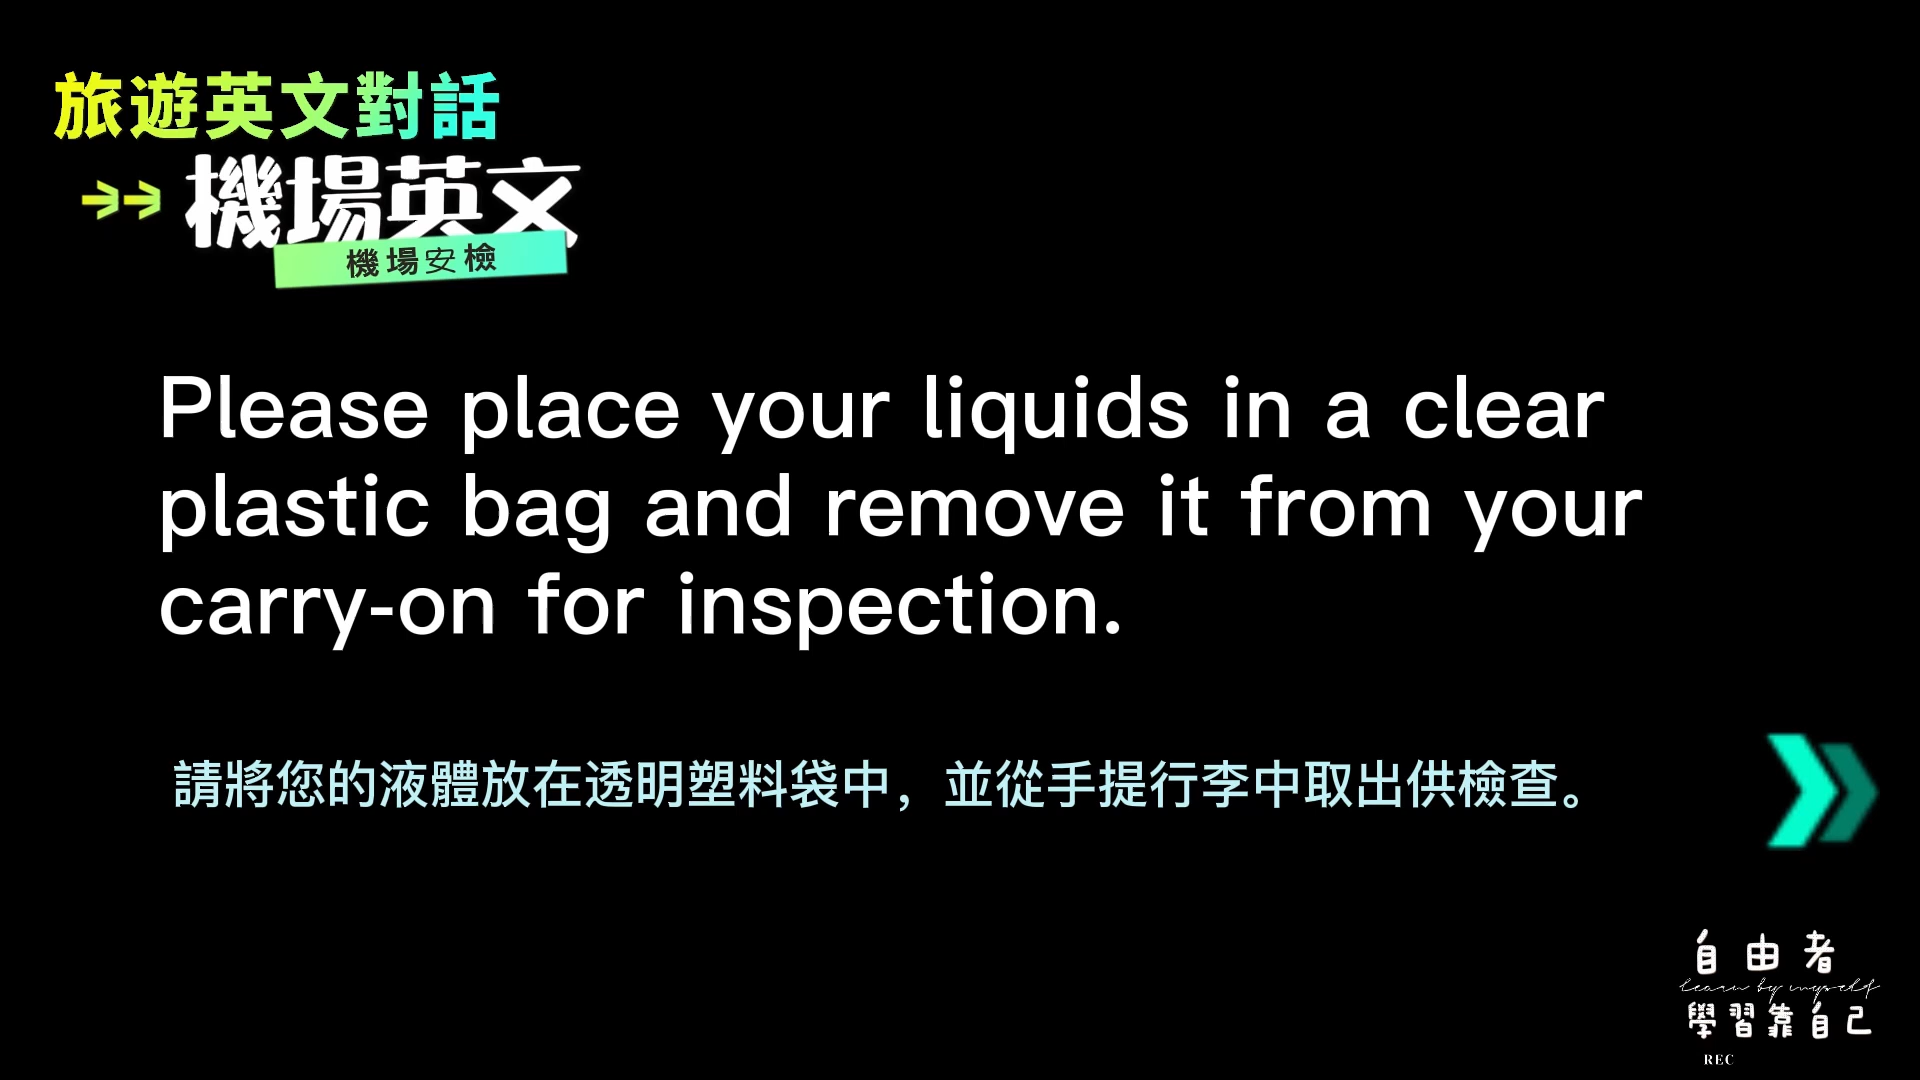 旅遊英文對話
機場英文
機場安檢
Please place your liquids in a clear
plastic bag and remove it from your
carry-on for inspection.
請將您的液體放在透明塑料袋中，並從手提行李中取出供檢查。
自由者
learn by myself
學習靠自己
REC